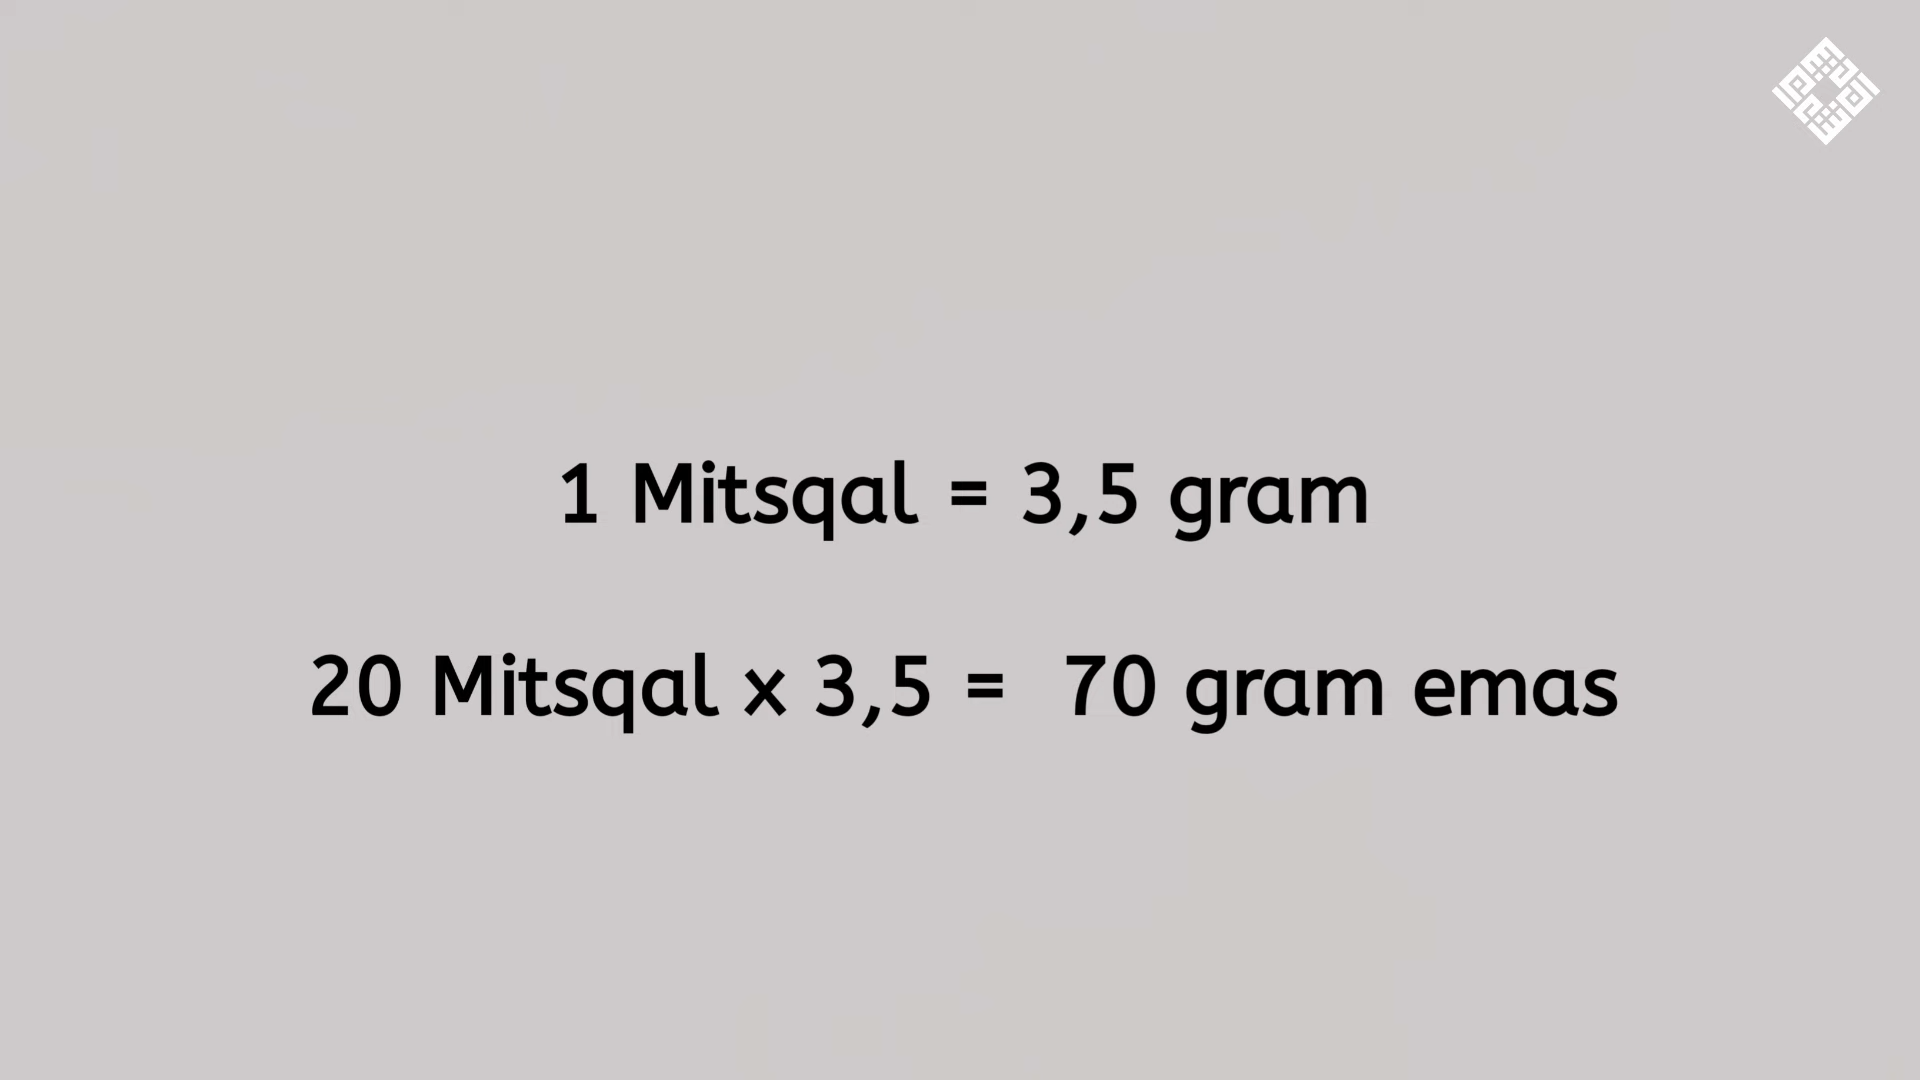 1 Mitsqal = 3,5 gram
20 Mitsqal x 3,5 = 70 gram emas